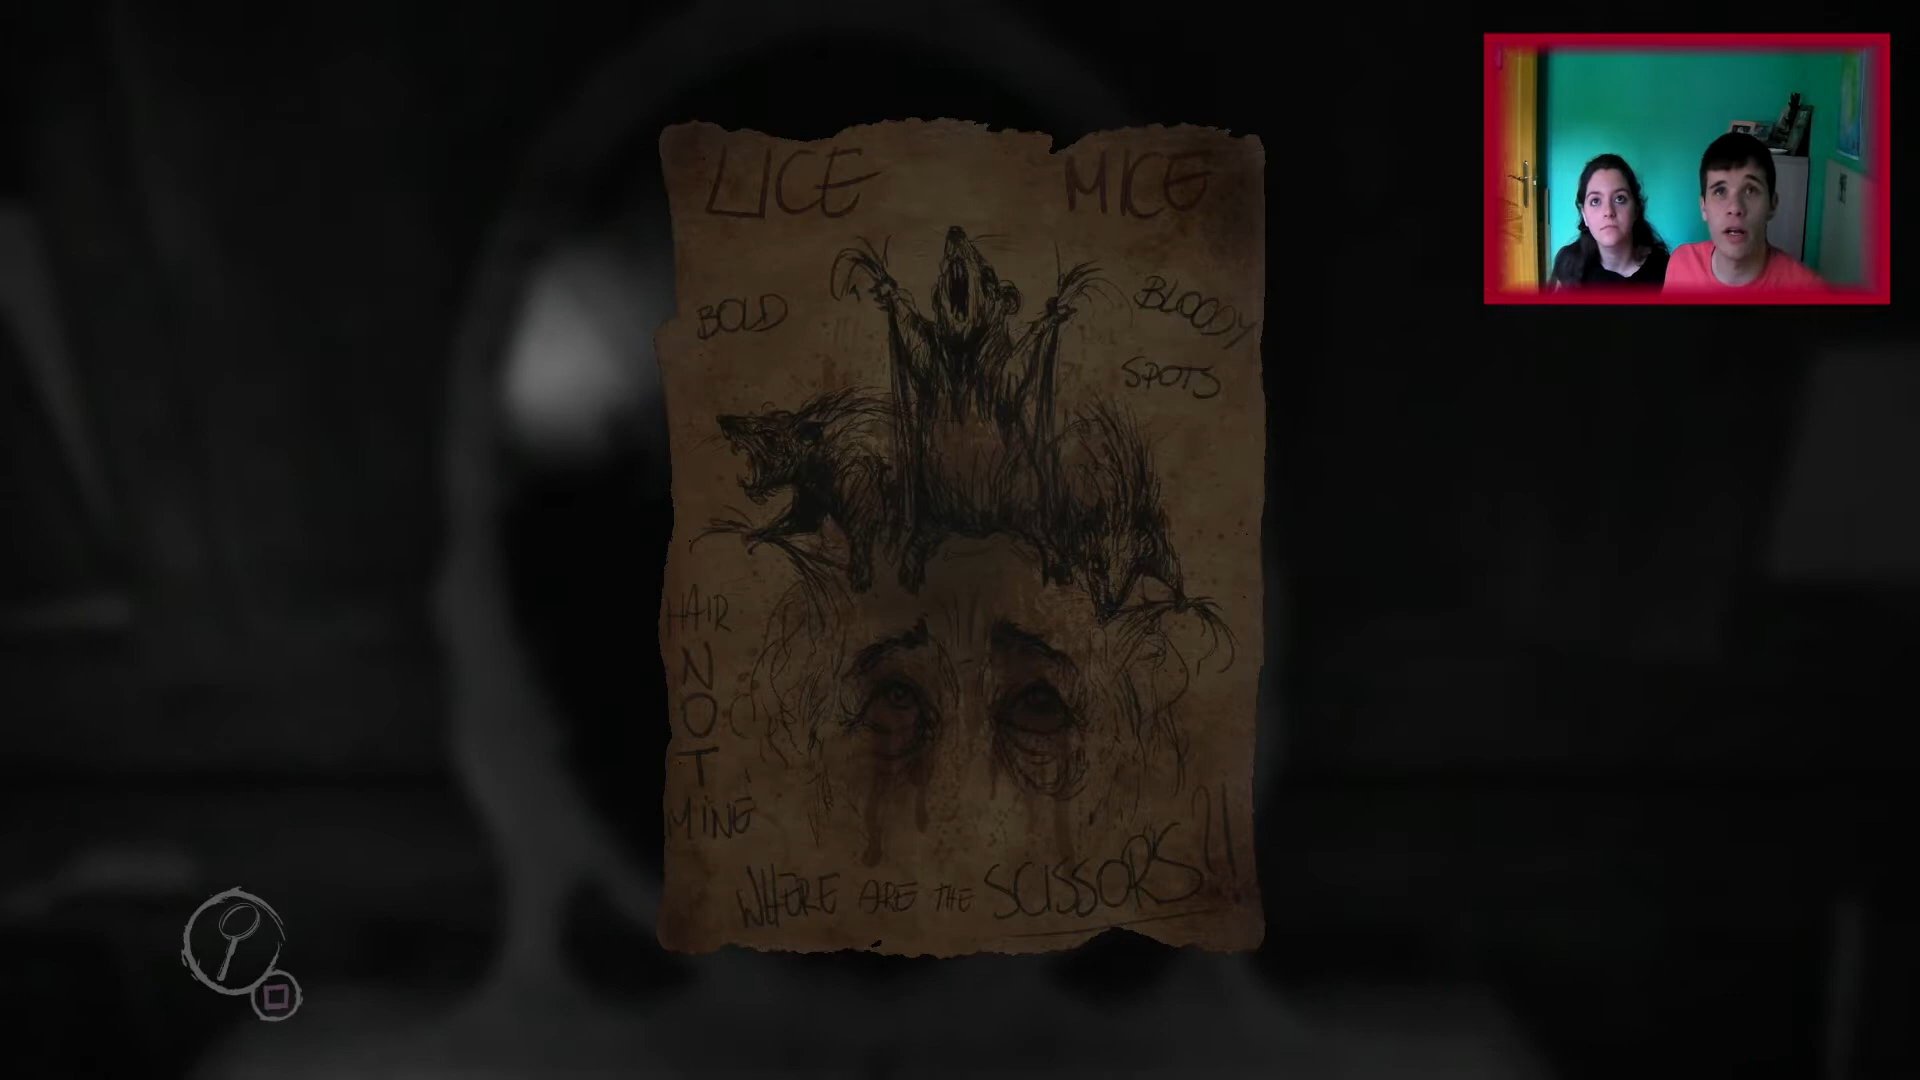 LICE MICE
BOLD
BLOODY
SPOTS
HAIR
NOT
MINE
WHERE ARE THE SCISSORS?!